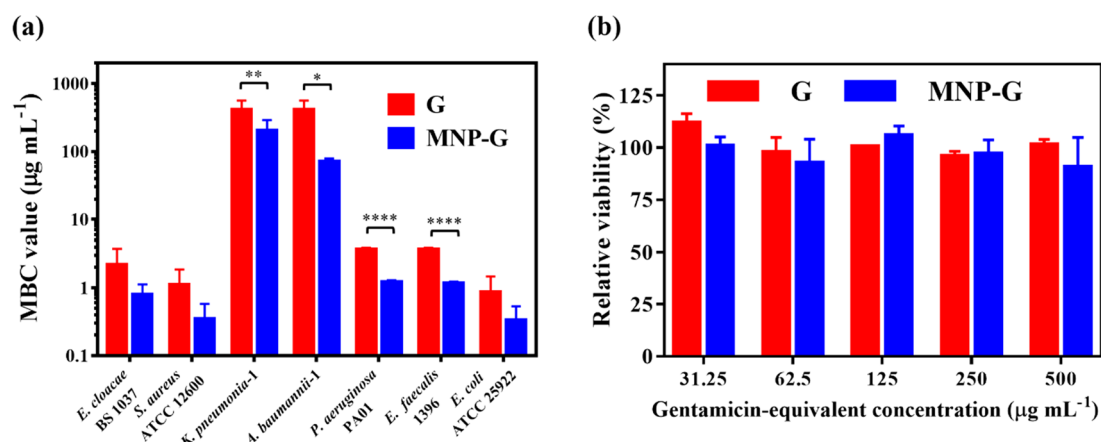 (a)
MBC value (µg mL⁻¹)
1000
100
10
1
0.1
**
*
****
****
G
MNP-G
E. cloacae
BS 1037
S. aureus
ATCC 12600
K. pneumonia-1
A. baumannii-1
P. aeruginosa
PA01
E. faecalis
1396
E. coli
ATCC 25922
(b)
Relative viability (%)
125
100
75
50
25
0
G
MNP-G
31.25 62.5 125 250 500
Gentamicin-equivalent concentration (µg mL⁻¹)